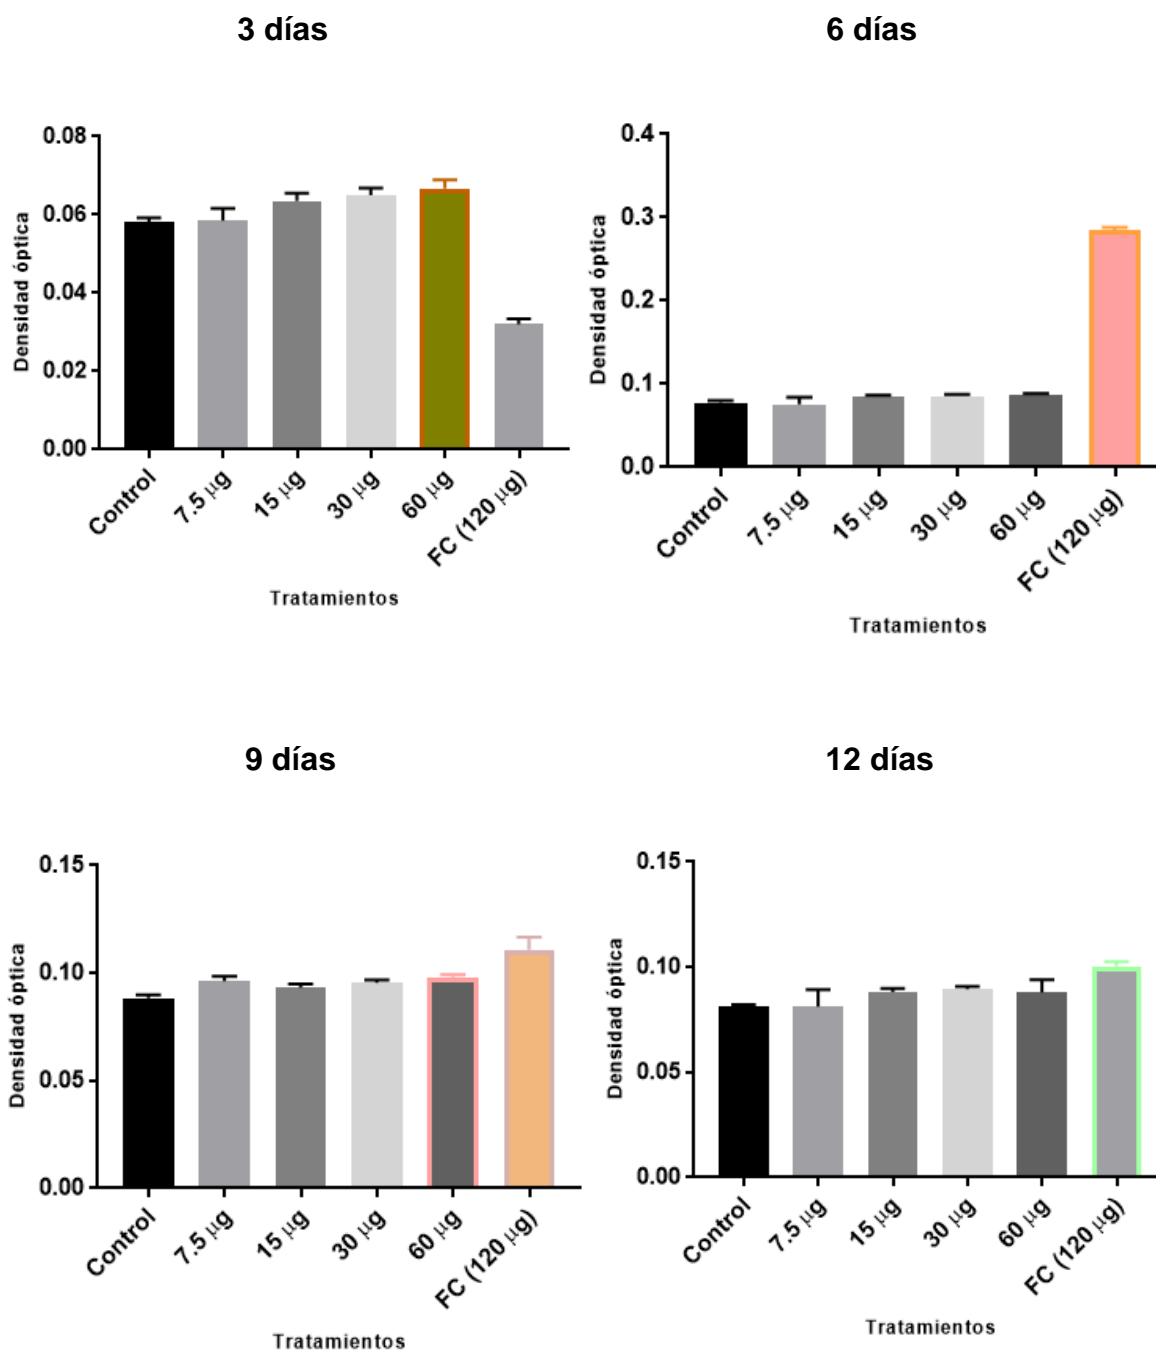 3 días
6 días
0.08
0.06
0.04
0.02
0.00
Densidad óptica
Control
7.5 µg
15 µg
30 µg
60 µg
FC (120 µg)
Tratamientos
0.4
0.3
0.2
0.1
0.0
Densidad óptica
Control
7.5 µg
15 µg
30 µg
60 µg
FC (120 µg)
Tratamientos
9 días
12 días
0.15
0.10
0.05
0.00
Densidad óptica
Control
7.5 µg
15 µg
30 µg
60 µg
FC (120 µg)
Tratamientos
0.15
0.10
0.05
0.00
Densidad óptica
Control
7.5 µg
15 µg
30 µg
60 µg
FC (120 µg)
Tratamientos